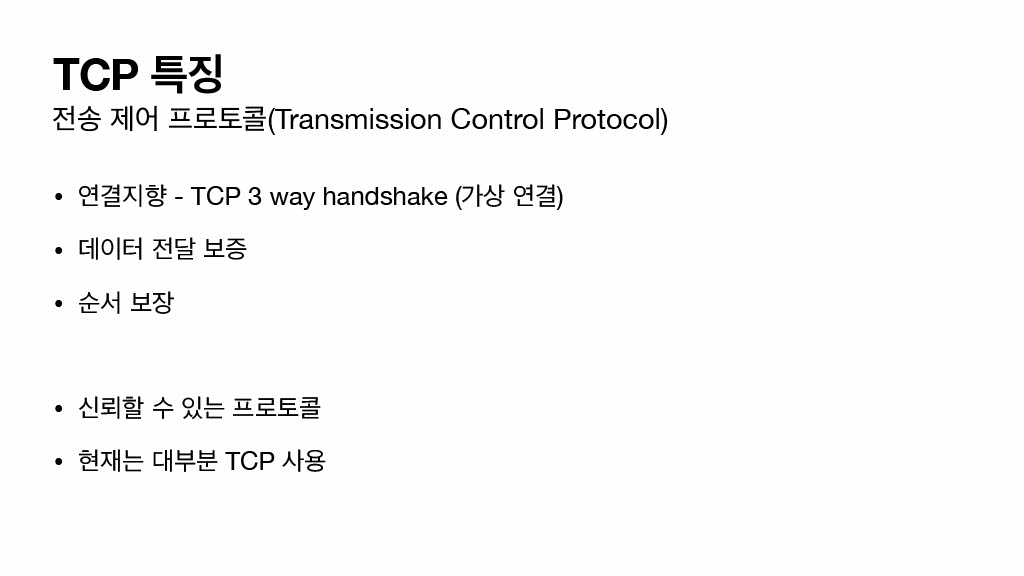 TCP 특징
전송 제어 프로토콜(Transmission Control Protocol)
• 연결지향 - TCP 3 way handshake (가상 연결)
• 데이터 전달 보증
• 순서 보장
• 신뢰할 수 있는 프로토콜
• 현재는 대부분 TCP 사용